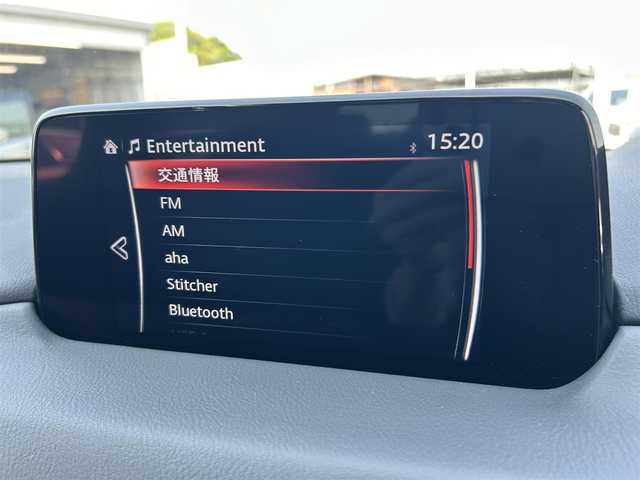 Entertainment 15:20
交通情報
FM
AM
aha
Stitcher
Bluetooth